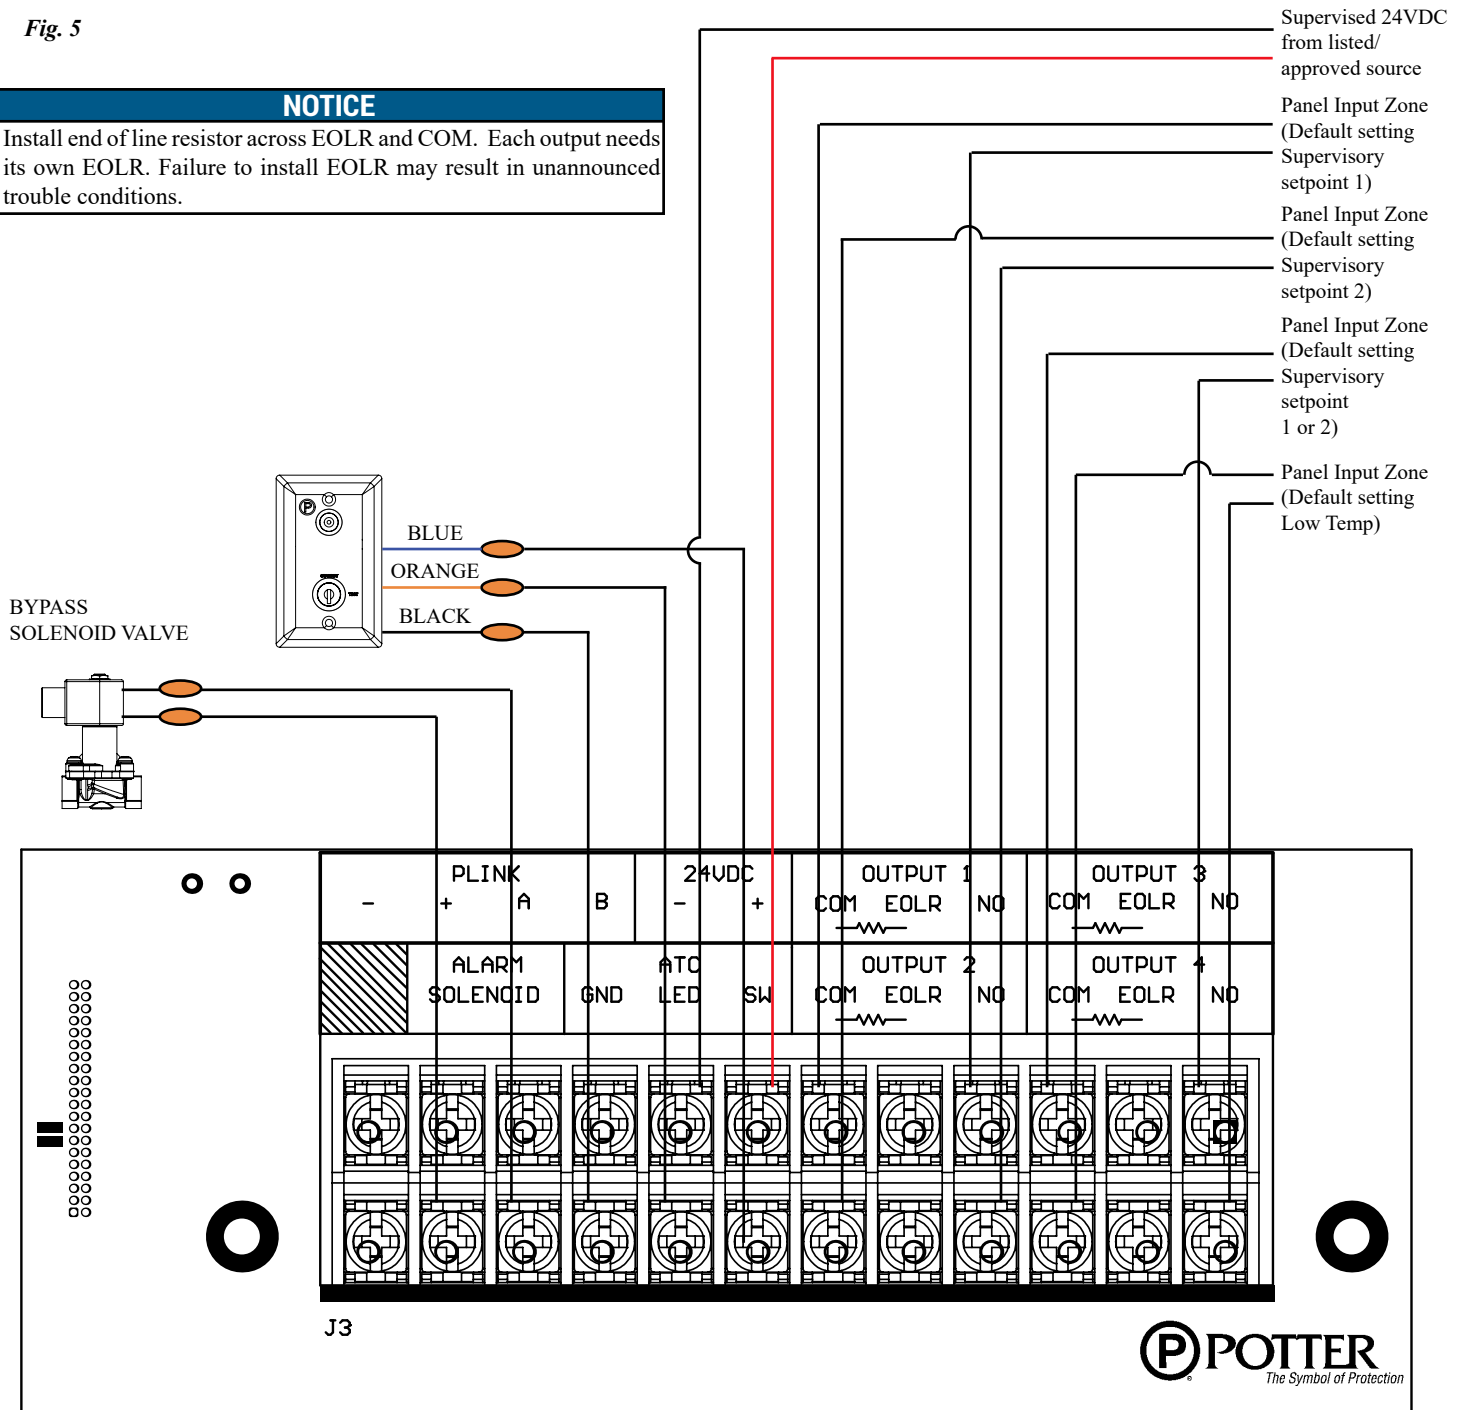 Fig. 5
NOTICE
Install end of line resistor across EOLR and COM. Each output needs
its own EOLR. Failure to install EOLR may result in unannounced
trouble conditions.
Supervised 24VDC
from listed/
approved source
Panel Input Zone
(Default setting
Supervisory
setpoint 1)
Panel Input Zone
(Default setting
Supervisory
setpoint 2)
Panel Input Zone
(Default setting
Supervisory
setpoint
1 or 2)
Panel Input Zone
(Default setting
Low Temp)
BLUE
ORANGE
BLACK
BYPASS
SOLENOID VALVE
PLINK 24VDC OUTPUT 1 OUTPUT 3
- + A B - + COM EOLR NO COM EOLR NO
ALARM ATC OUTPUT 2 OUTPUT 4
SOLENOID GND LED SW COM EOLR NO COM EOLR NO
J3
P POTTER
The Symbol of Protection